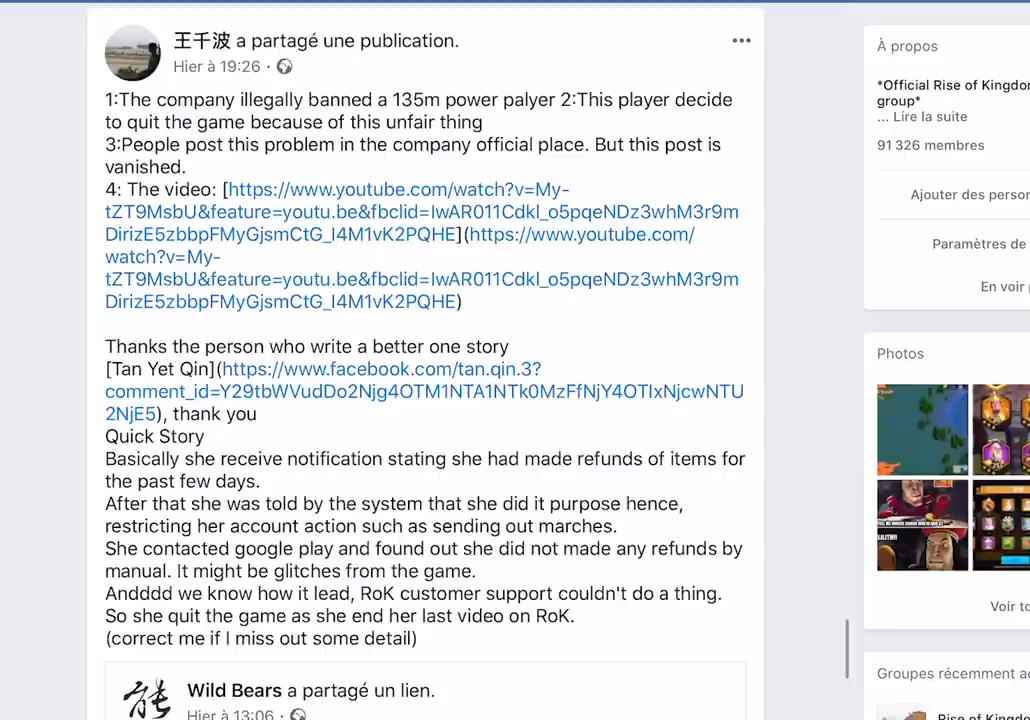 王千波 a partagé une publication.
Hier à 19:26 ·
1:The company illegally banned a 135m power palyer 2:This player decide
to quit the game because of this unfair thing
3:People post this problem in the company official place. But this post is
vanished.
4: The video: [https://www.youtube.com/watch?v=My-
tZT9MsbU&feature=youtu.be&fbclid=IwAR011Cdkl_o5pqeNDz3whM3r9m
DirizE5zbbpFMyGjsmCtG_I4M1vK2PQHE](https://www.youtube.com/
watch?v=My-
tZT9MsbU&feature=youtu.be&fbclid=IwAR011Cdkl_o5pqeNDz3whM3r9m
DirizE5zbbpFMyGjsmCtG_I4M1vK2PQHE)
Thanks the person who write a better one story
[Tan Yet Qin](https://www.facebook.com/tan.qin.3?
comment_id=Y29tbWVudDo2Njg4OTM1NTA1NTk0MzFfNjY4OTIxNjcwNTU
2NjE5), thank you
Quick Story
Basically she receive notification stating she had made refunds of items for
the past few days.
After that she was told by the system that she did it purpose hence,
restricting her account action such as sending out marches.
She contacted google play and found out she did not made any refunds by
manual. It might be glitches from the game.
Andddd we know how it lead, RoK customer support couldn't do a thing.
So she quit the game as she end her last video on RoK.
(correct me if I miss out some detail)
Wild Bears a partagé un lien.
Hier à 13:06 ·
À propos
*Official Rise of Kingdom
group*
... Lire la suite
91 326 membres
Ajouter des person
Paramètres de
En voir
Photos
Voir to
Groupes récemment a
Rise of Kingdo